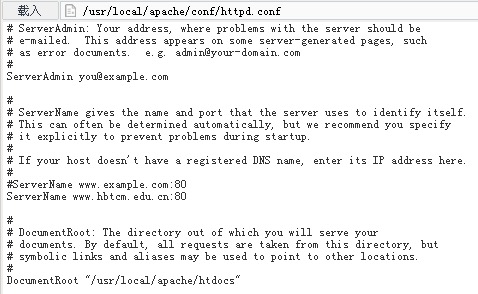 載入 /usr/local/apache/conf/httpd.conf
# ServerAdmin: Your address, where problems with the server should be
# e-mailed.  This address appears on some server-generated pages, such
# as error documents.  e.g. admin@your-domain.com
#
ServerAdmin you@example.com
#
# ServerName gives the name and port that the server uses to identify itself.
# This can often be determined automatically, but we recommend you specify
# it explicitly to prevent problems during startup.
#
# If your host doesn't have a registered DNS name, enter its IP address here.
#
#ServerName www.example.com:80
ServerName www.hbtcm.edu.cn:80
#
# DocumentRoot: The directory out of which you will serve your
# documents. By default, all requests are taken from this directory, but
# symbolic links and aliases may be used to point to other locations.
#
DocumentRoot "/usr/local/apache/htdocs"